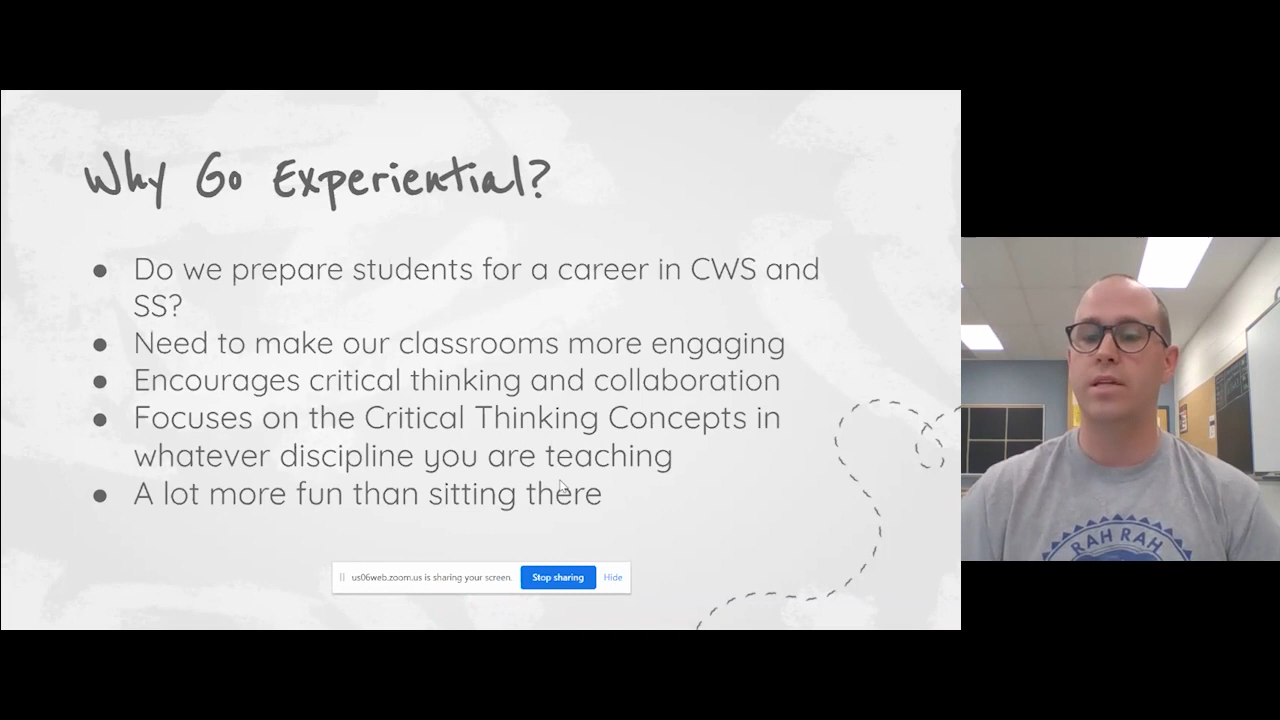 Why Go Experiential?
● Do we prepare students for a career in CWS and
SS?
● Need to make our classrooms more engaging
● Encourages critical thinking and collaboration
● Focuses on the Critical Thinking Concepts in
whatever discipline you are teaching
● A lot more fun than sitting there
us06web.zoom.us is sharing your screen.
Stop sharing
Hide
RAH RAH